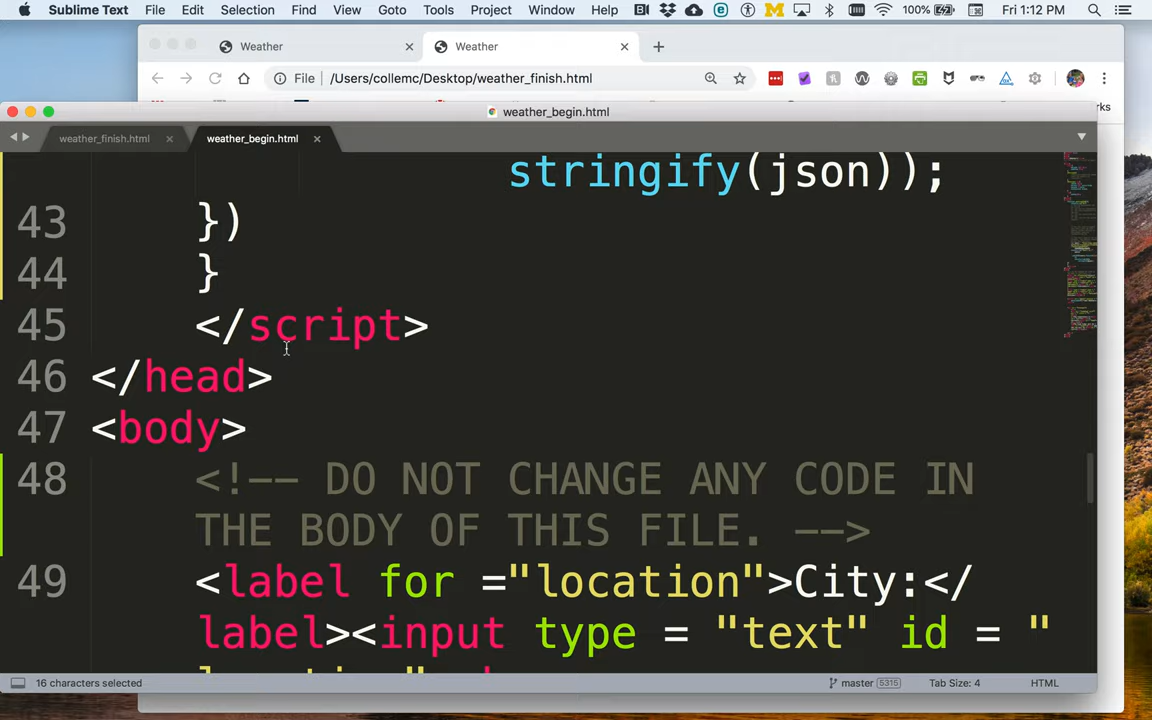 Sublime Text File Edit Selection Find View Goto Tools Project Window Help 100% Fri 1:12 PM
Weather Weather
File /Users/collemc/Desktop/weather_finish.html
weather_begin.html
weather_finish.html weather_begin.html
stringify(json));
43 })
44 }
45 </script>
46 </head>
47 <body>
48 <!-- DO NOT CHANGE ANY CODE IN
THE BODY OF THIS FILE. -->
49 <label for ="location">City:</
label><input type = "text" id = "
16 characters selected master 5315 Tab Size: 4 HTML